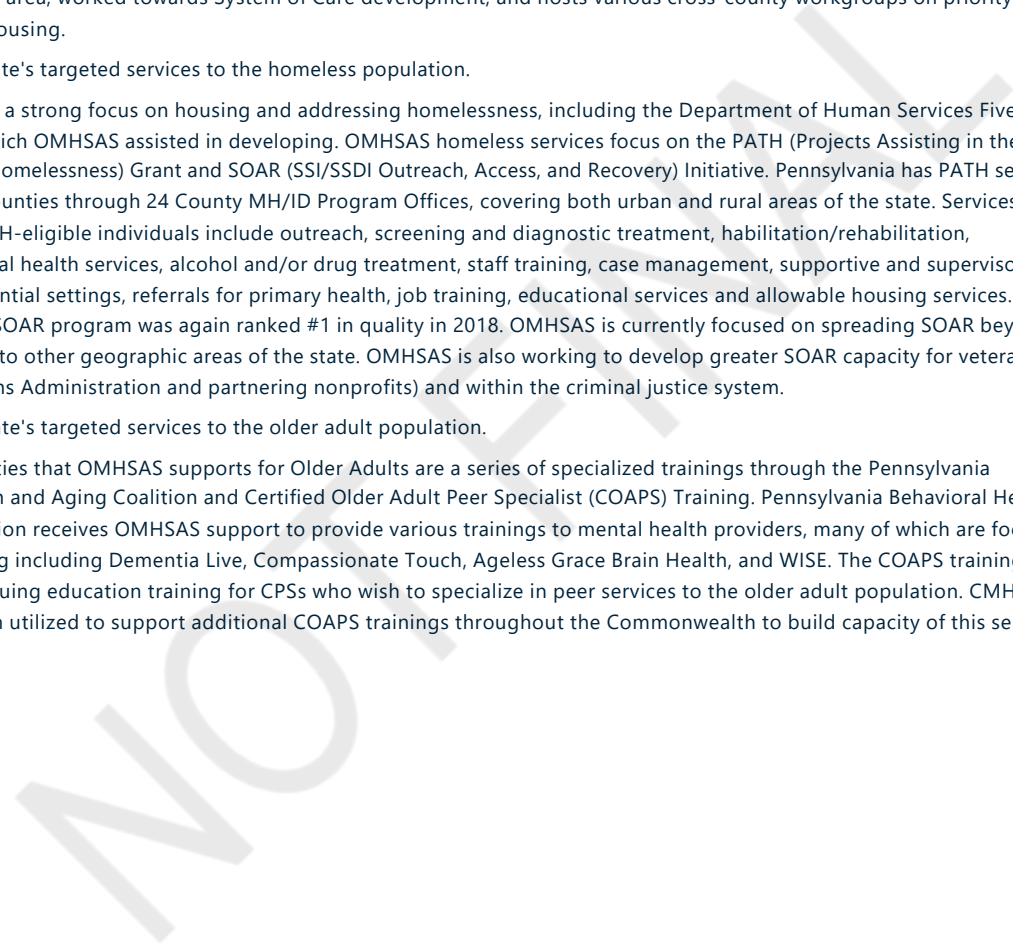 area, worked towards System of Care development, and hosts various cross-county workgroups on priority
ousing.
te's targeted services to the homeless population.
a strong focus on housing and addressing homelessness, including the Department of Human Services Five
ich OMHSAS assisted in developing. OMHSAS homeless services focus on the PATH (Projects Assisting in the
omelessness) Grant and SOAR (SSI/SSDI Outreach, Access, and Recovery) Initiative. Pennsylvania has PATH se
ounties through 24 County MH/ID Program Offices, covering both urban and rural areas of the state. Services
H-eligible individuals include outreach, screening and diagnostic treatment, habilitation/rehabilitation,
al health services, alcohol and/or drug treatment, staff training, case management, supportive and superviso
ntial settings, referrals for primary health, job training, educational services and allowable housing services.
SOAR program was again ranked #1 in quality in 2018. OMHSAS is currently focused on spreading SOAR bey
to other geographic areas of the state. OMHSAS is also working to develop greater SOAR capacity for vetera
ns Administration and partnering nonprofits) and within the criminal justice system.
te's targeted services to the older adult population.
ties that OMHSAS supports for Older Adults are a series of specialized trainings through the Pennsylvania
h and Aging Coalition and Certified Older Adult Peer Specialist (COAPS) Training. Pennsylvania Behavioral He
ion receives OMHSAS support to provide various trainings to mental health providers, many of which are foc
g including Dementia Live, Compassionate Touch, Ageless Grace Brain Health, and WISE. The COAPS training
uing education training for CPSs who wish to specialize in peer services to the older adult population. CMH
n utilized to support additional COAPS trainings throughout the Commonwealth to build capacity of this se
NOT FINAL